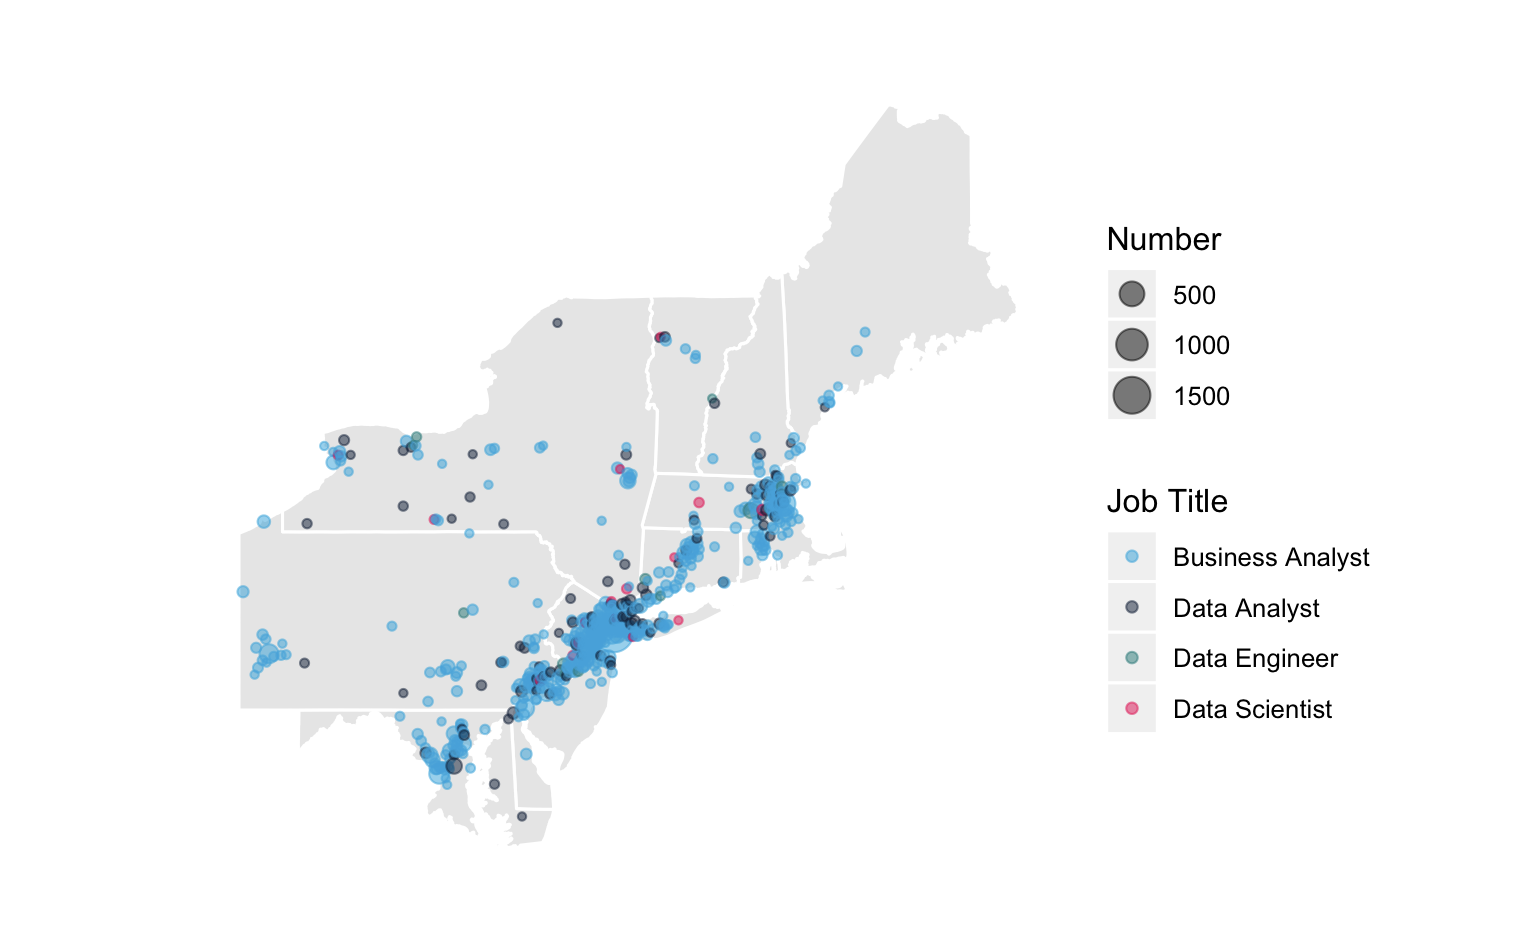 Number
500
1000
1500
Job Title
Business Analyst
Data Analyst
Data Engineer
Data Scientist